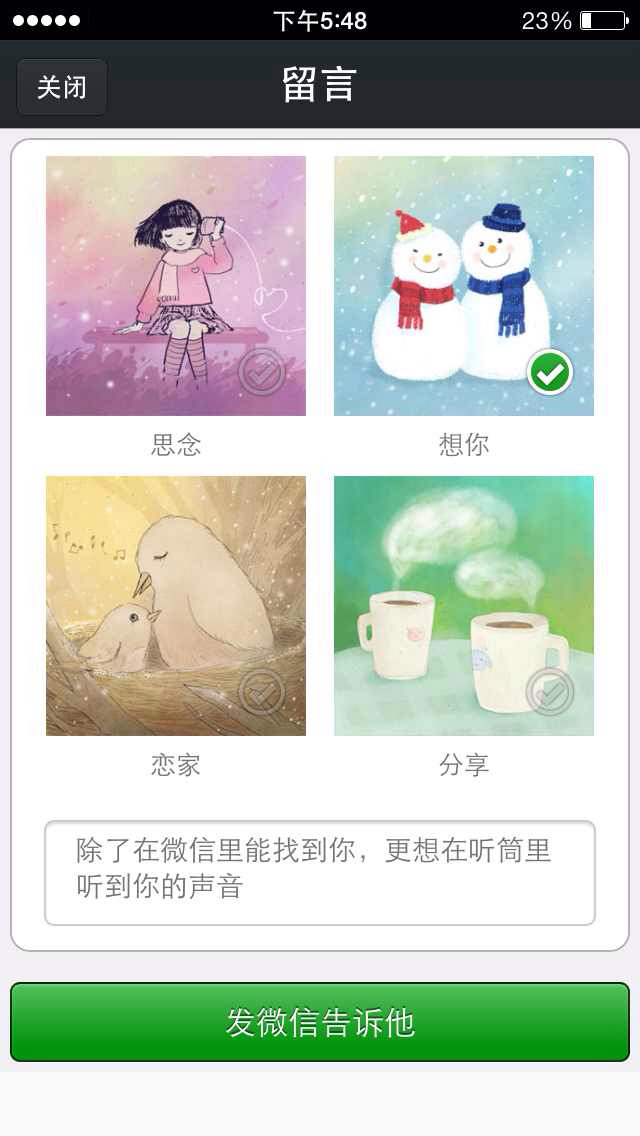 下午5:48
23%
关闭
留言
思念
想你
恋家
分享
除了在微信里能找到你，更想在听筒里
听到你的声音
发微信告诉他